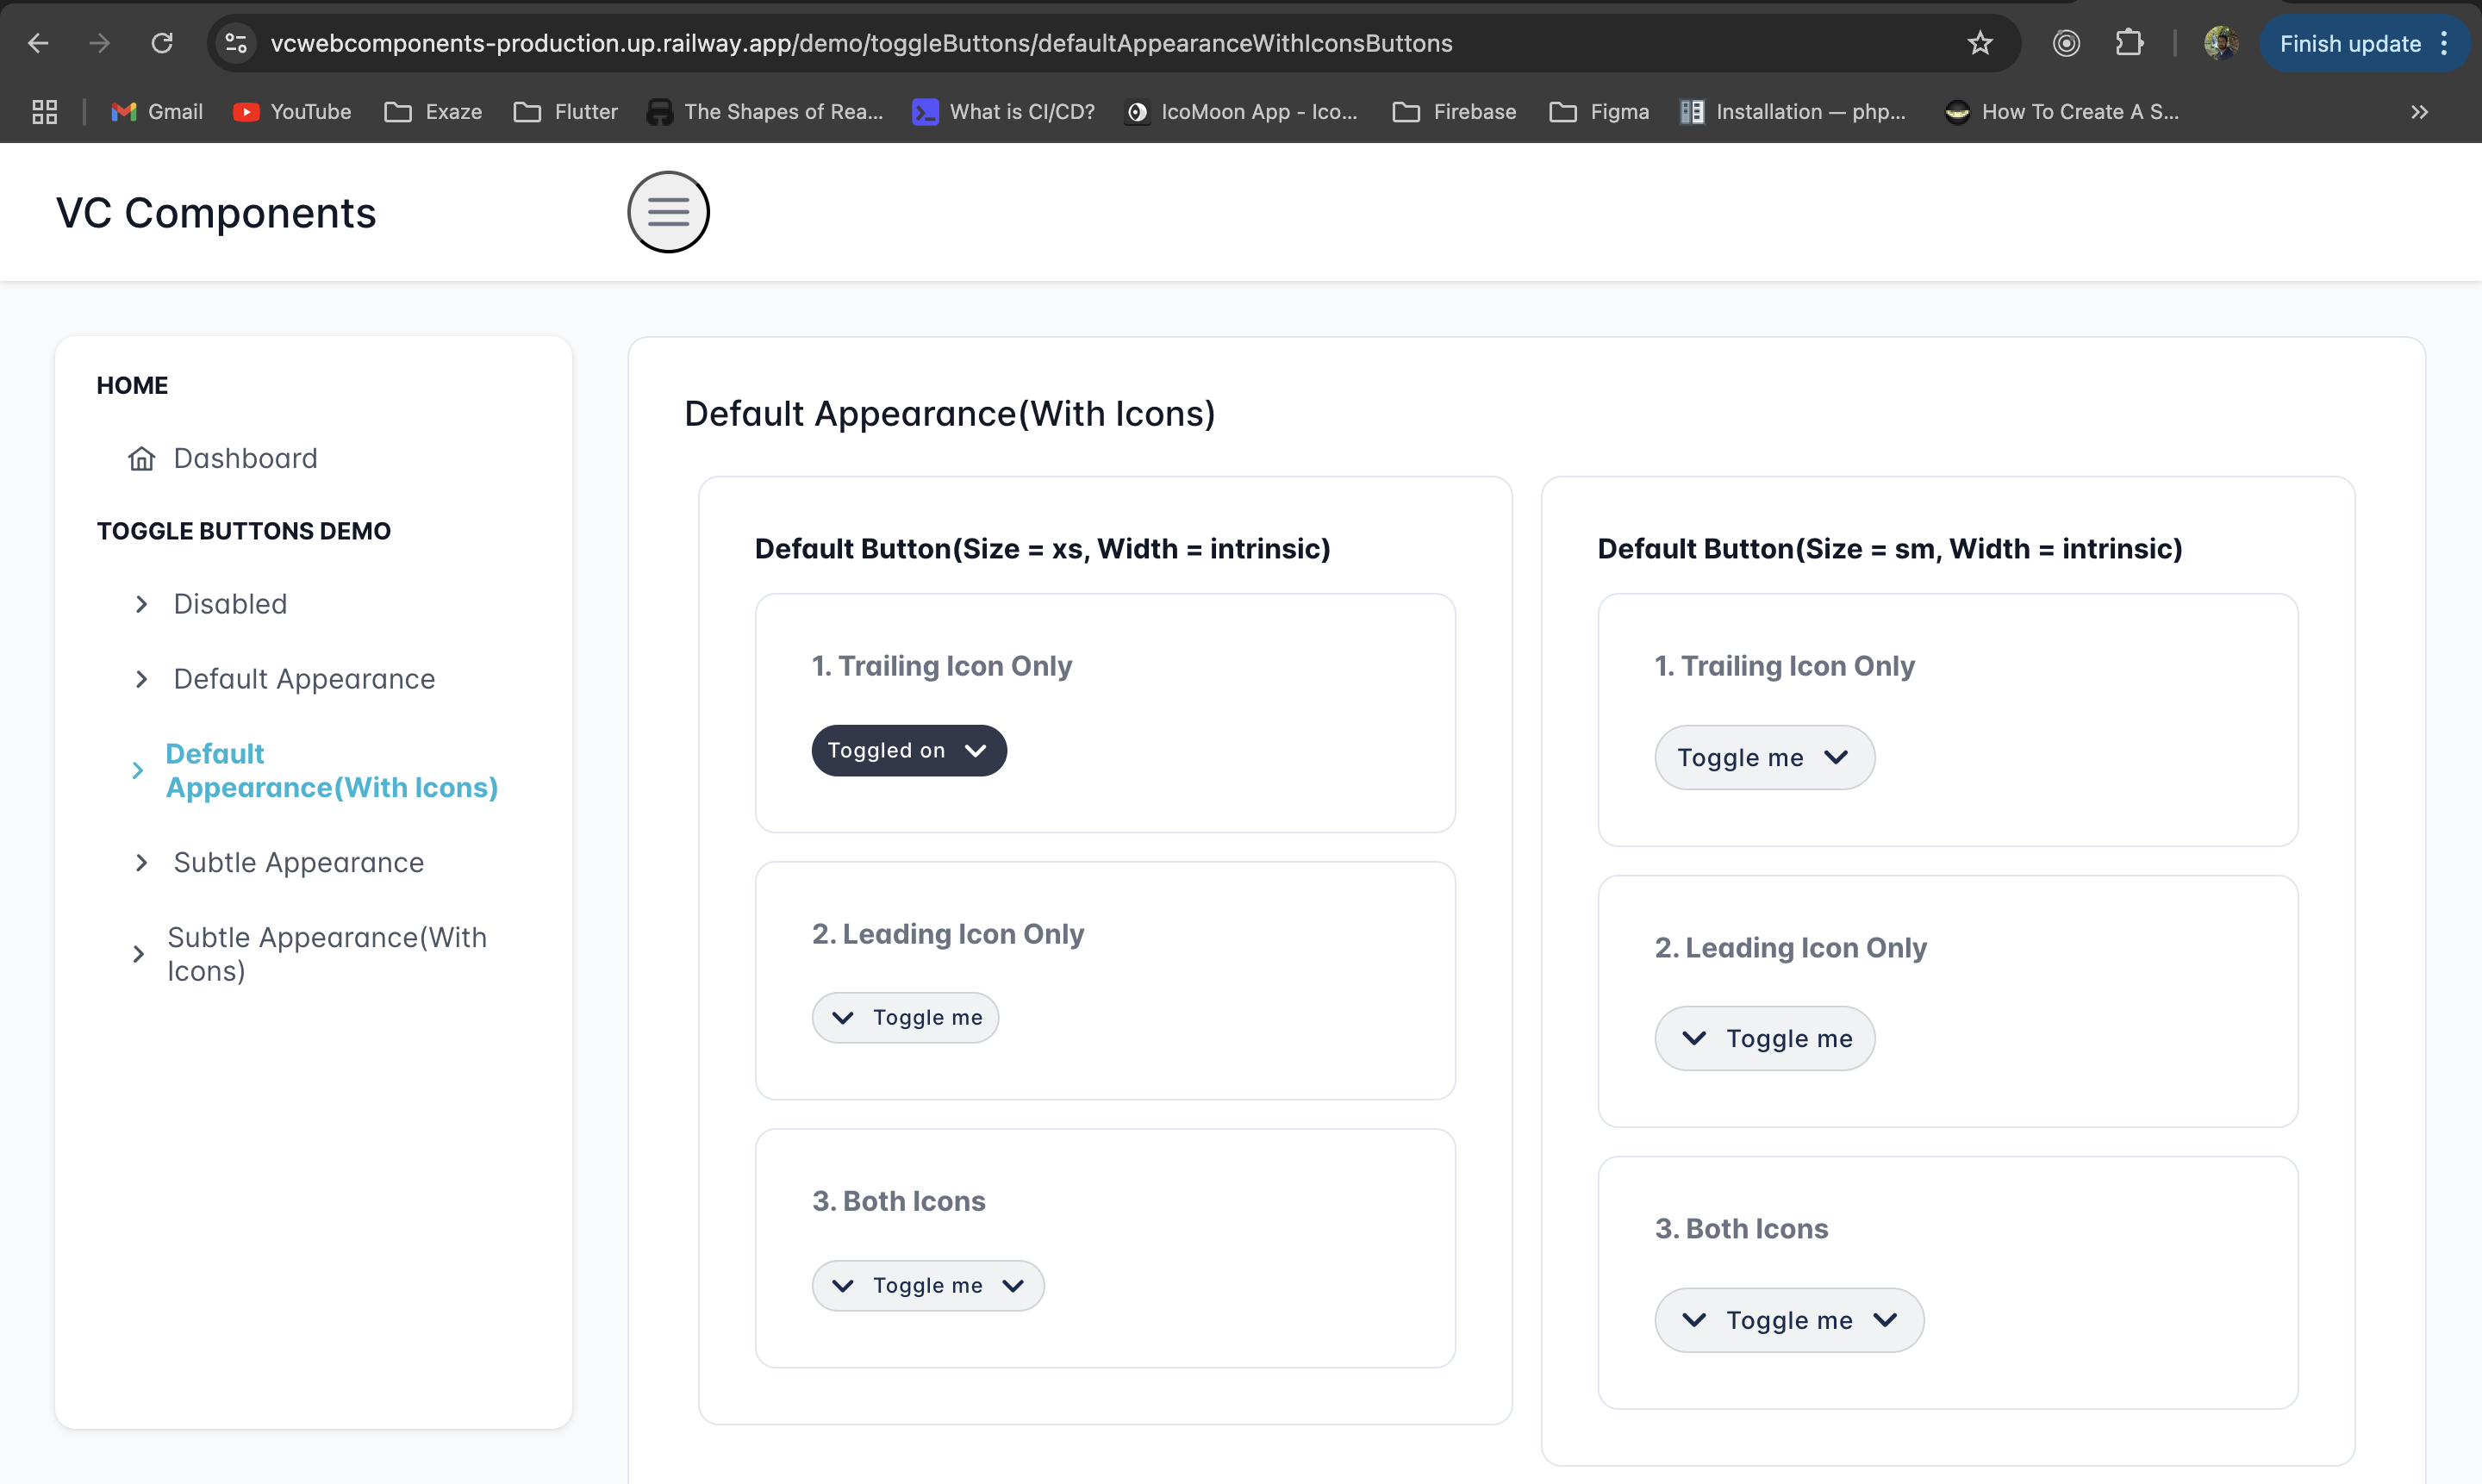 vcwebcomponents-production.up.railway.app/demo/toggleButtons/defaultAppearanceWithIconsButtons
Finish update
Gmail
YouTube
Exaze
Flutter
The Shapes of Rea...
What is CI/CD?
IcoMoon App - Ico...
Firebase
Figma
Installation — php...
How To Create A S...
VC Components
HOME
Dashboard
TOGGLE BUTTONS DEMO
Disabled
Default Appearance
Default
Appearance(With Icons)
Subtle Appearance
Subtle Appearance(With
Icons)
Default Appearance(With Icons)
Default Button(Size = xs, Width = intrinsic)
1. Trailing Icon Only
Toggled on
2. Leading Icon Only
Toggle me
3. Both Icons
Toggle me
Default Button(Size = sm, Width = intrinsic)
1. Trailing Icon Only
Toggle me
2. Leading Icon Only
Toggle me
3. Both Icons
Toggle me